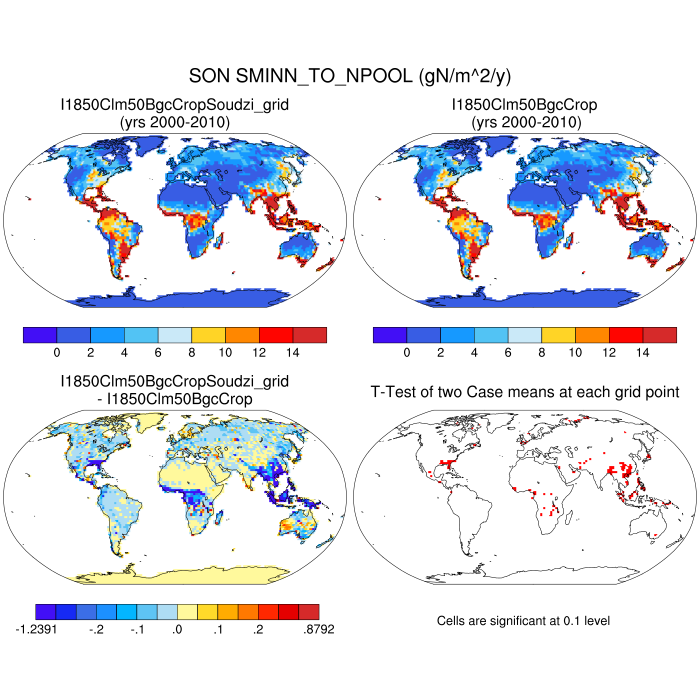 SON SMINN_TO_NPOOL (gN/m^2/y)
I1850Clm50BgcCropSoudzi_grid
(yrs 2000-2010)
I1850Clm50BgcCrop
(yrs 2000-2010)
0 2 4 6 8 10 12 14
0 2 4 6 8 10 12 14
I1850Clm50BgcCropSoudzi_grid
- I1850Clm50BgcCrop
T-Test of two Case means at each grid point
-1.2391 -.2 -.1 .0 .1 .2 .8792
Cells are significant at 0.1 level